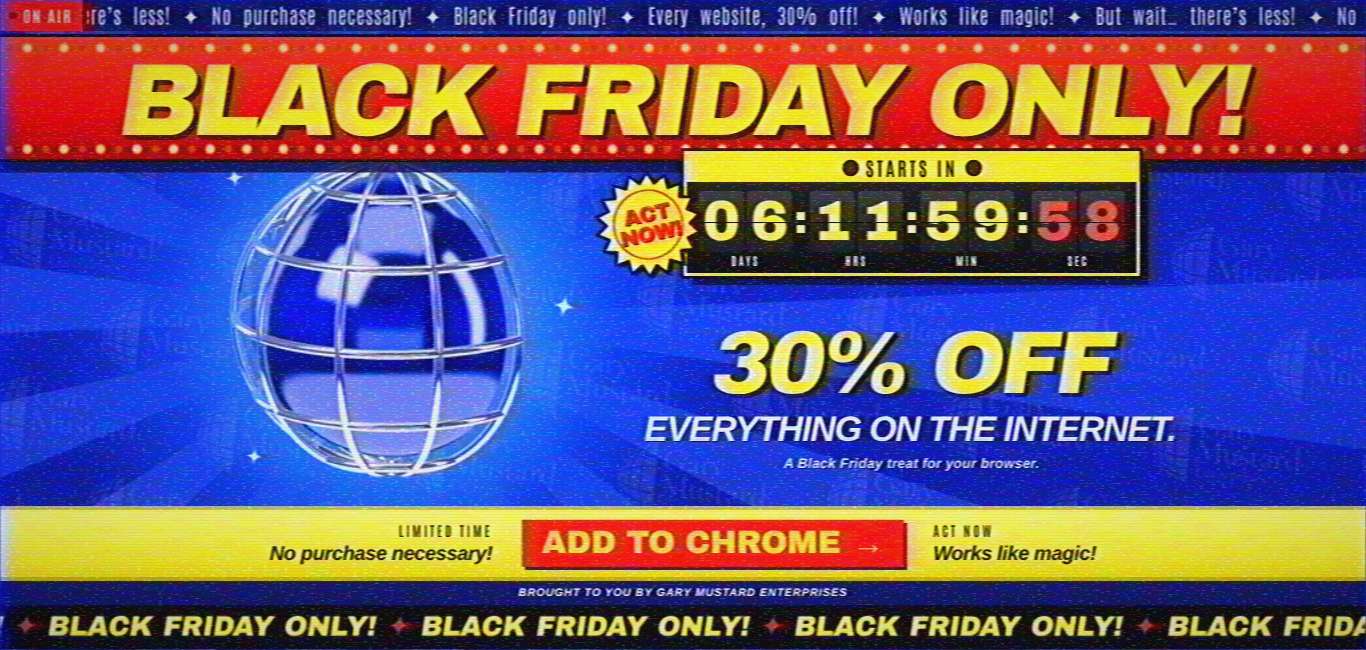 ON AIR
re's less! ✦ No purchase necessary! ✦ Black Friday only! ✦ Every website, 30% off! ✦ Works like magic! ✦ But wait… there's less! ✦ No
BLACK FRIDAY ONLY!
STARTS IN
ACT
NOW!
06:11:59:58
DAYS HRS MIN SEC
30% OFF
EVERYTHING ON THE INTERNET.
A Black Friday treat for your browser.
LIMITED TIME
No purchase necessary!
ADD TO CHROME →
ACT NOW
Works like magic!
BROUGHT TO YOU BY GARY MUSTARD ENTERPRISES
! ✦ BLACK FRIDAY ONLY! ✦ BLACK FRIDAY ONLY! ✦ BLACK FRIDAY ONLY! ✦ BLACK FRIDA